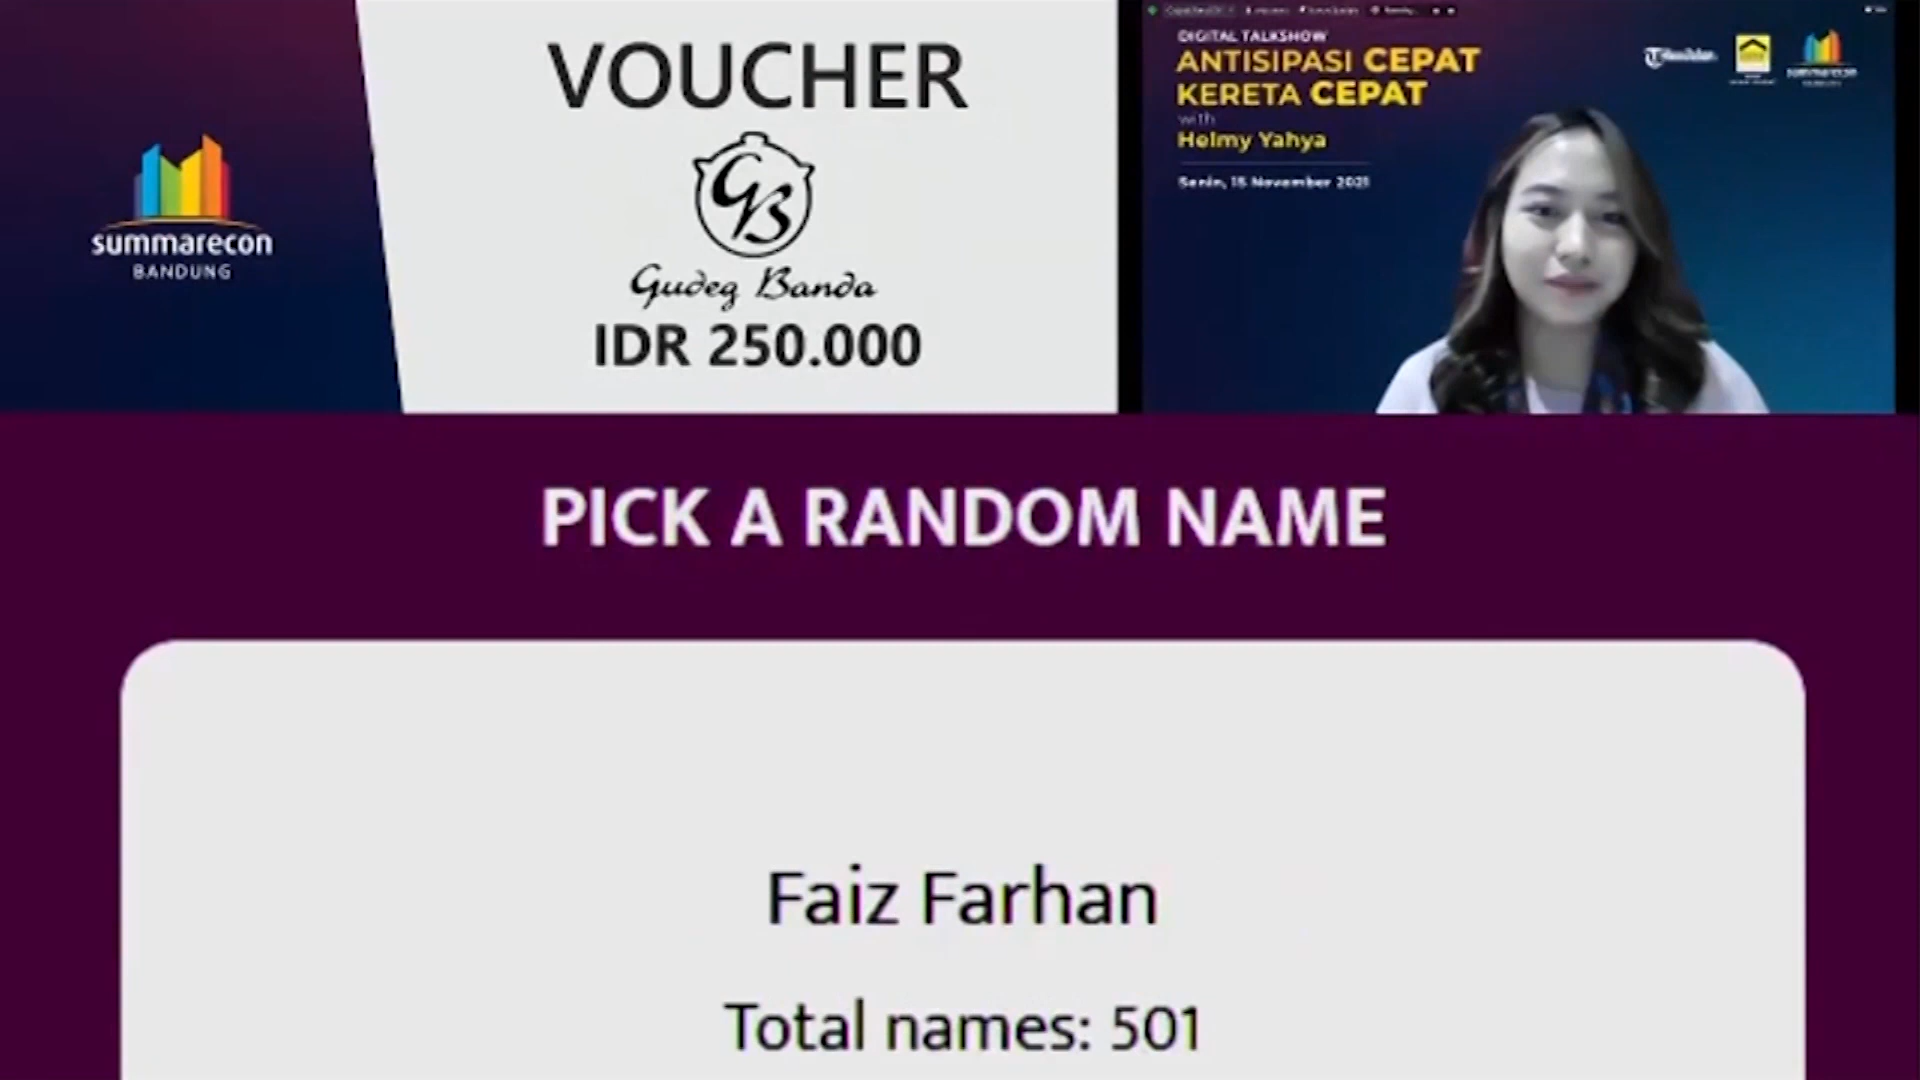 summarecon
BANDUNG
VOUCHER
GB
Gudeg Banda
IDR 250.000
DIGITAL TALKSHOW
ANTISIPASI CEPAT
KERETA CEPAT
with
Helmy Yahya
Senin, 15 November 2021
summarecon
PICK A RANDOM NAME
Faiz Farhan
Total names: 501